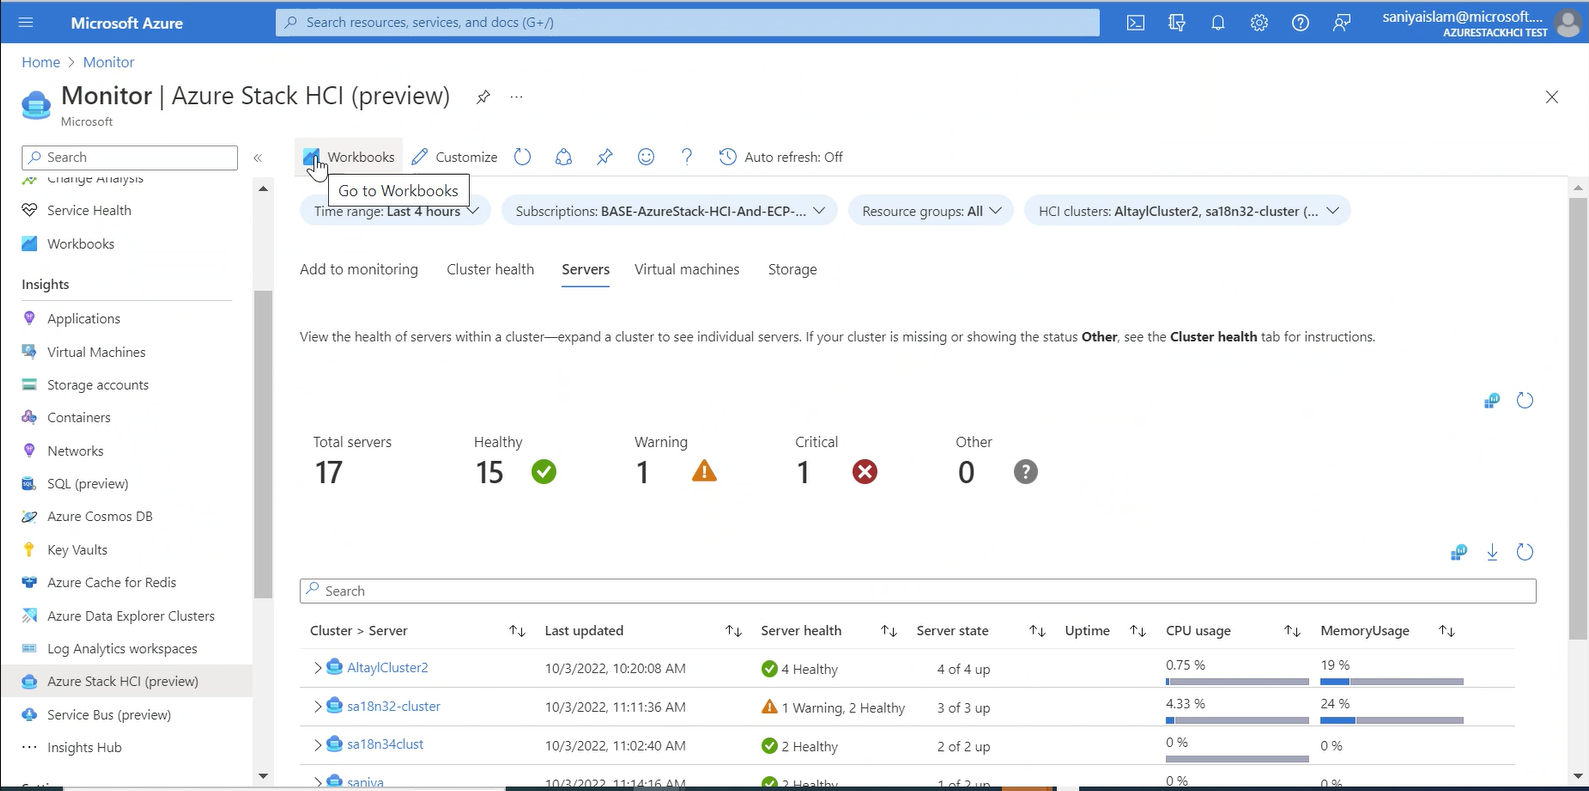 Microsoft Azure
Search resources, services, and docs (G+/)
saniyaislam@microsoft....
AZURESTACKHCI TEST
Home > Monitor
Monitor | Azure Stack HCI (preview)
Microsoft
Search
Workbooks
Customize
Auto refresh: Off
Go to Workbooks
Change Analysis
Service Health
Workbooks
Insights
Applications
Virtual Machines
Storage accounts
Containers
Networks
SQL (preview)
Azure Cosmos DB
Key Vaults
Azure Cache for Redis
Azure Data Explorer Clusters
Log Analytics workspaces
Azure Stack HCI (preview)
Service Bus (preview)
Insights Hub
Time range: Last 4 hours
Subscriptions: BASE-AzureStack-HCI-And-ECP-...
Resource groups: All
HCI clusters: AltaylCluster2, sa18n32-cluster (...
Add to monitoring
Cluster health
Servers
Virtual machines
Storage
View the health of servers within a cluster—expand a cluster to see individual servers. If your cluster is missing or showing the status Other, see the Cluster health tab for instructions.
Total servers
17
Healthy
15
Warning
1
Critical
1
Other
0
Search
Cluster > Server Last updated Server health Server state Uptime CPU usage MemoryUsage
AltaylCluster2 10/3/2022, 10:20:08 AM 4 Healthy 4 of 4 up 0.75 % 19 %
sa18n32-cluster 10/3/2022, 11:11:36 AM 1 Warning, 2 Healthy 3 of 3 up 4.33 % 24 %
sa18n34clust 10/3/2022, 11:02:40 AM 2 Healthy 2 of 2 up 0 % 0 %
saniya 10/3/2022, 11:14:16 AM 2 Healthy 1 of 2 up 0 % 0 %